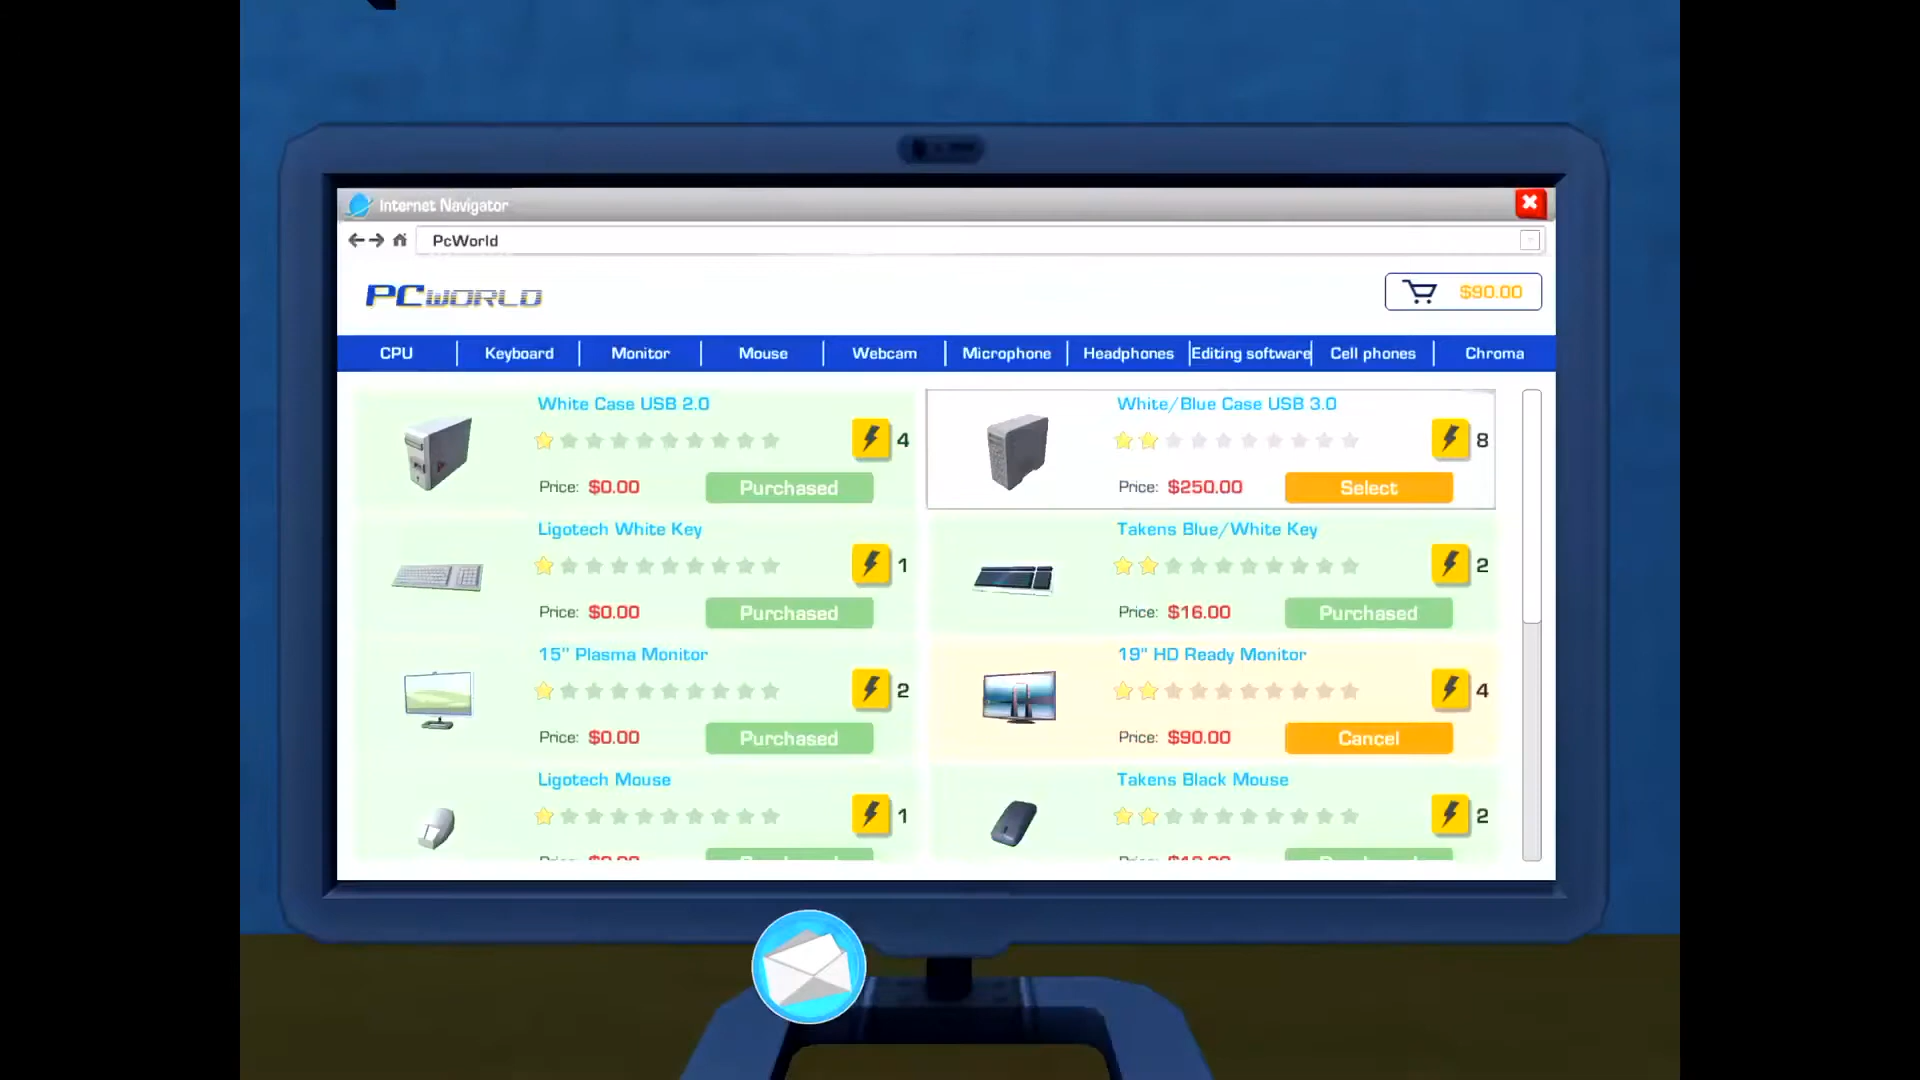 Internet Navigator
PcWorld
PCWORLD
$90.00
CPU Keyboard Monitor Mouse Webcam Microphone Headphones Editing software Cell phones Chroma
White Case USB 2.0
4
Price: $0.00 Purchased
White/Blue Case USB 3.0
8
Price: $250.00 Select
Ligotech White Key
1
Price: $0.00 Purchased
Takens Blue/White Key
2
Price: $16.00 Purchased
15" Plasma Monitor
2
Price: $0.00 Purchased
19" HD Ready Monitor
4
Price: $90.00 Cancel
Ligotech Mouse
1
Takens Black Mouse
2